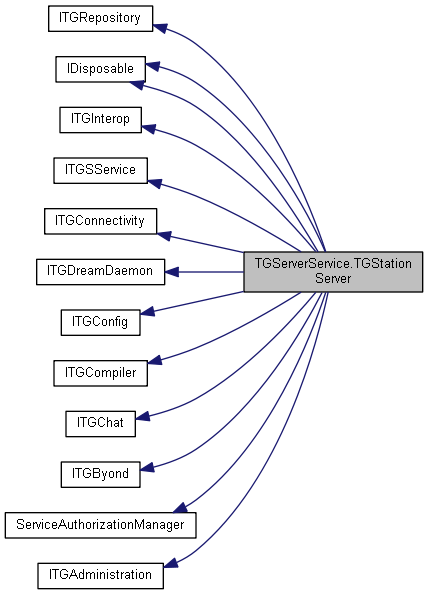 ITGRepository
IDisposable
ITGInterop
ITGSService
ITGConnectivity
TGServerService.TGStation
Server
ITGDreamDaemon
ITGConfig
ITGCompiler
ITGChat
ITGByond
ServiceAuthorizationManager
ITGAdministration